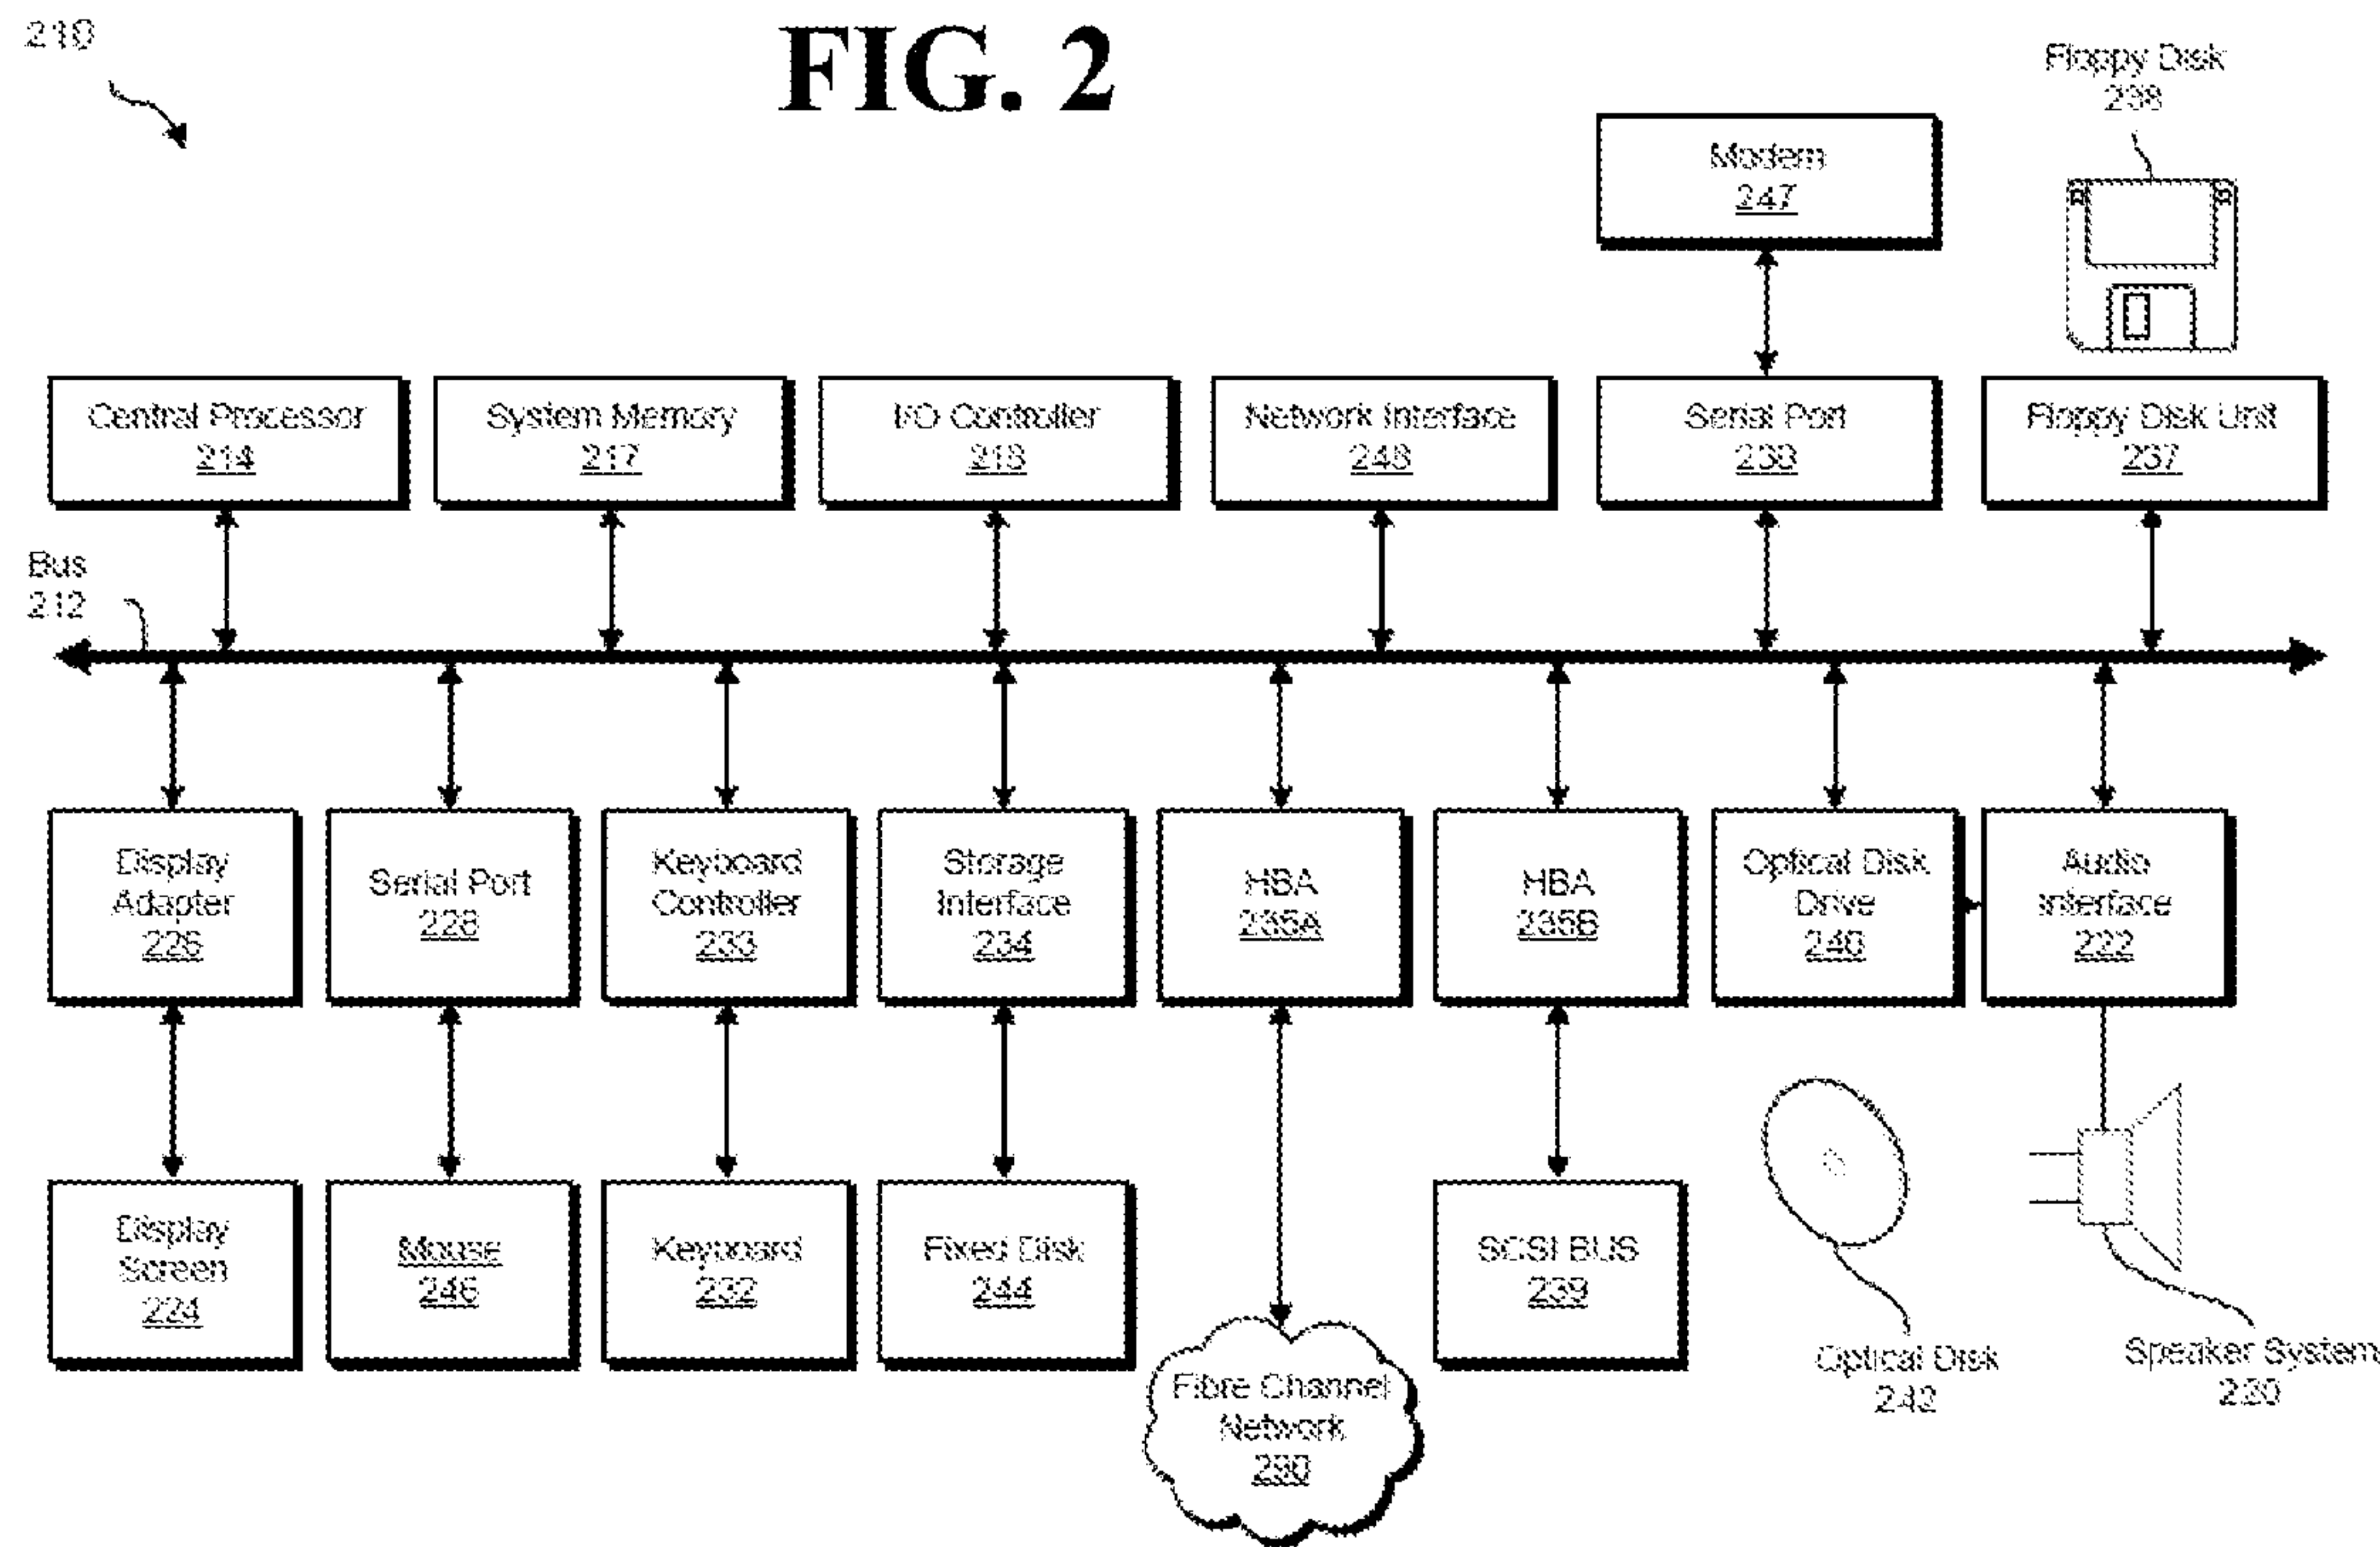 210
FIG. 2
Floppy Disk
238
Modem
247
Central Processor
214
System Memory
217
I/O Controller
218
Network Interface
248
Serial Port
230
Floppy Disk Unit
237
Bus
212
Display
Adapter
226
Serial Port
228
Keyboard
Controller
233
Storage
Interface
234
HBA
235A
HBA
235B
Optical Disk
Drive
240
Audio
Interface
222
Display
Screen
224
Mouse
246
Keyboard
232
Fixed Disk
244
Fibre Channel
Network
290
SCSI BUS
239
Optical Disk
242
Speaker System
220